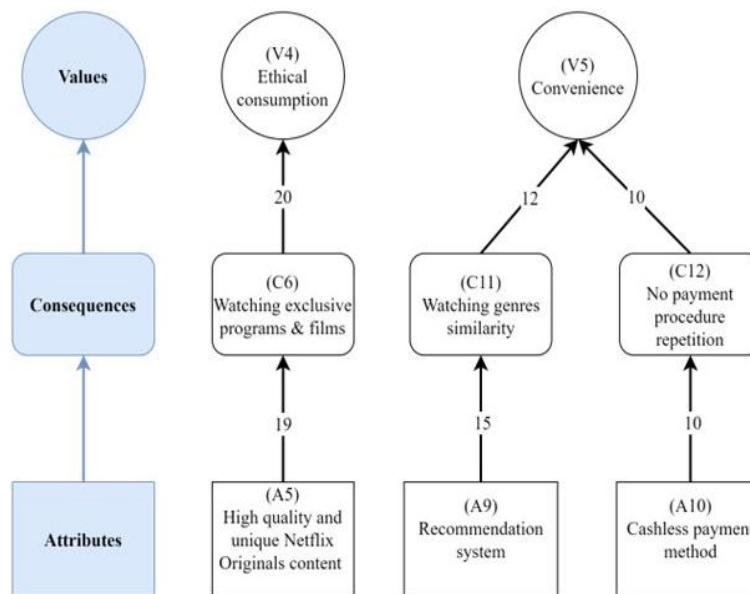 Values
(V4)
Ethical
consumption
(V5)
Convenience
20
12
10
Consequences
(C6)
Watching exclusive
programs & films
(C11)
Watching genres
similarity
(C12)
No payment
procedure
repetition
19
15
10
Attributes
(A5)
High quality and
unique Netflix
Originals content
(A9)
Recommendation
system
(A10)
Cashless payment
method